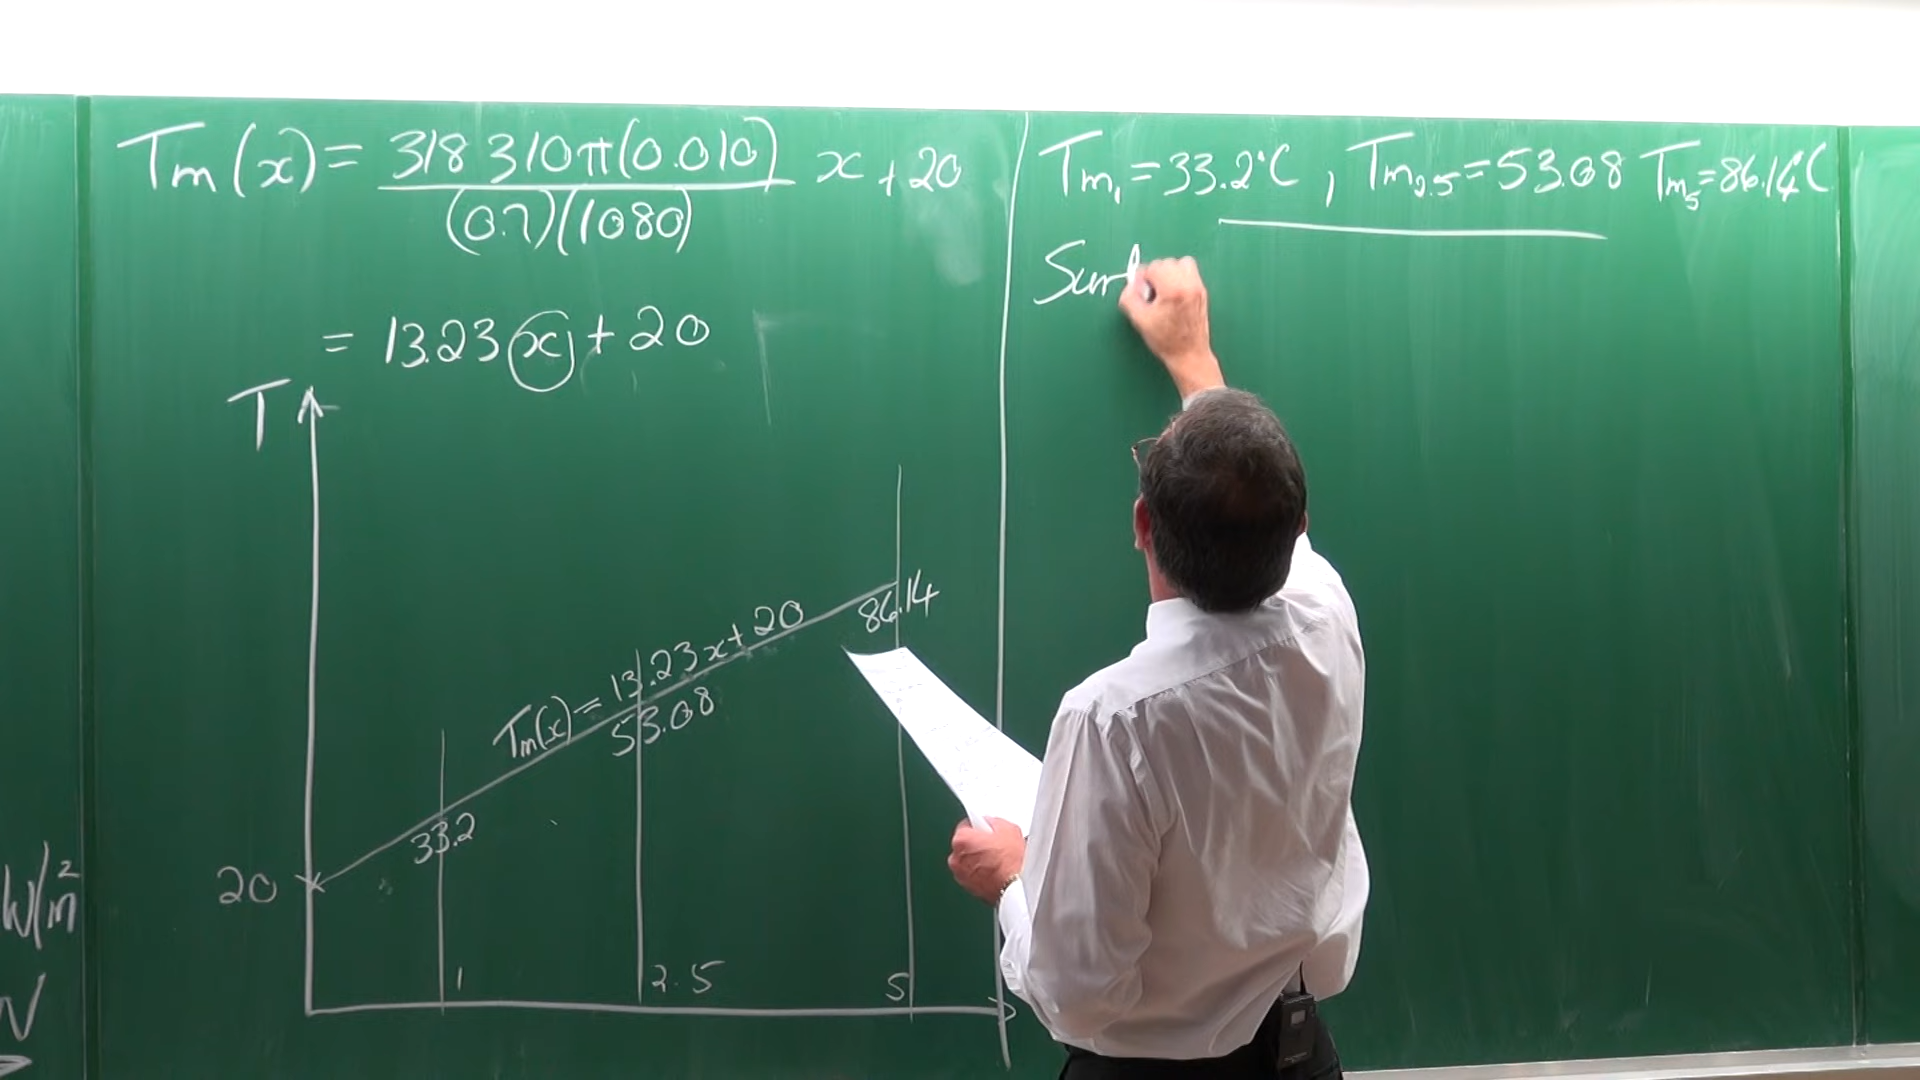 Tm(x) = 318 310π(0.010) x + 20
(0.7)(1080)
= 13.23 x + 20
T
Tm(x) = 13.23x + 20
86.14
53.08
33.2
20
1 2.5 5
W/m²
Tm₁ = 33.2°C , Tm₂.₅ = 53.08 Tm₅ = 86.14°C